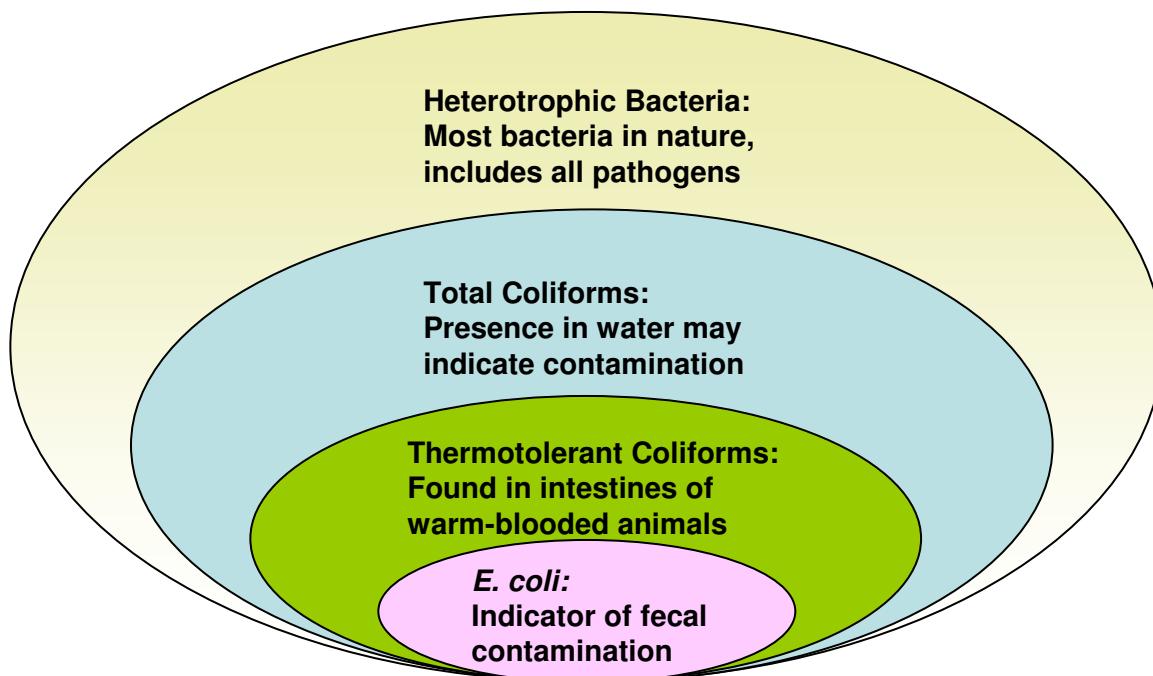 Heterotrophic Bacteria:
Most bacteria in nature,
includes all pathogens
Total Coliforms:
Presence in water may
indicate contamination
Thermotolerant Coliforms:
Found in intestines of
warm-blooded animals
E. coli:
Indicator of fecal
contamination